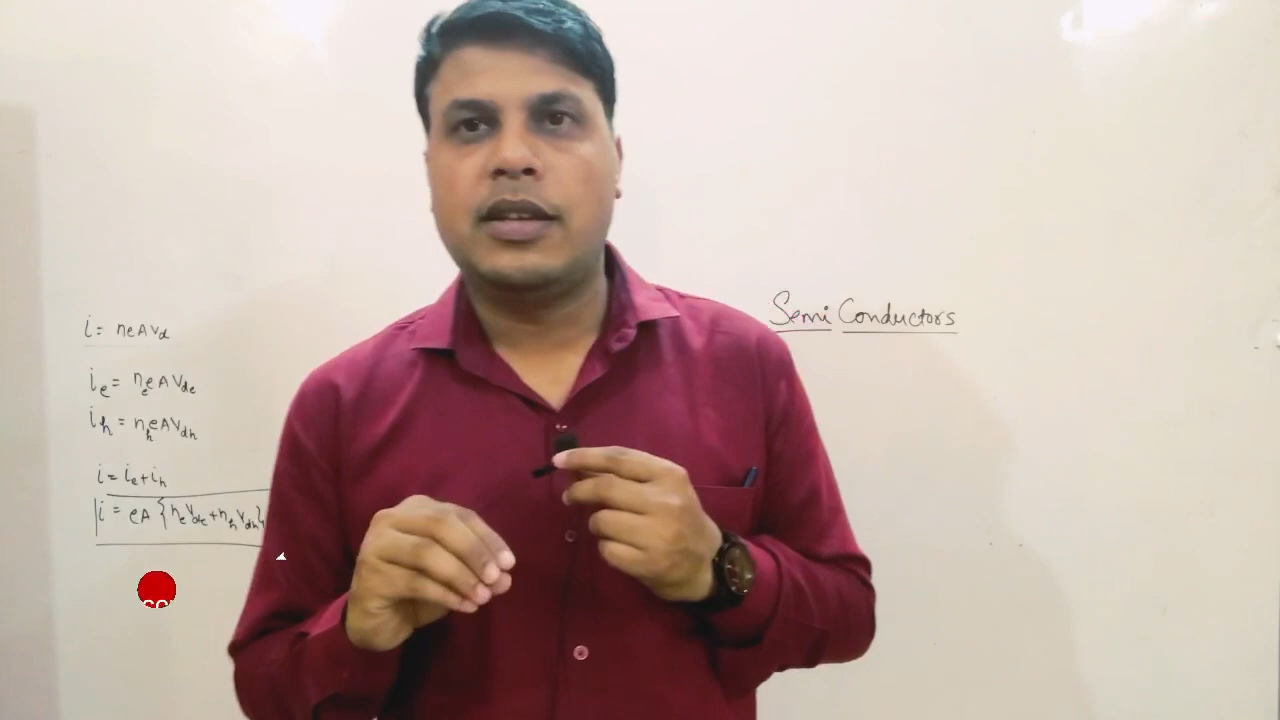 i = neAvd
ie = neeAVde
ih = nheAVdh
i = ie + ih
i = eA {neVde + nhVdh}
Semi Conductors